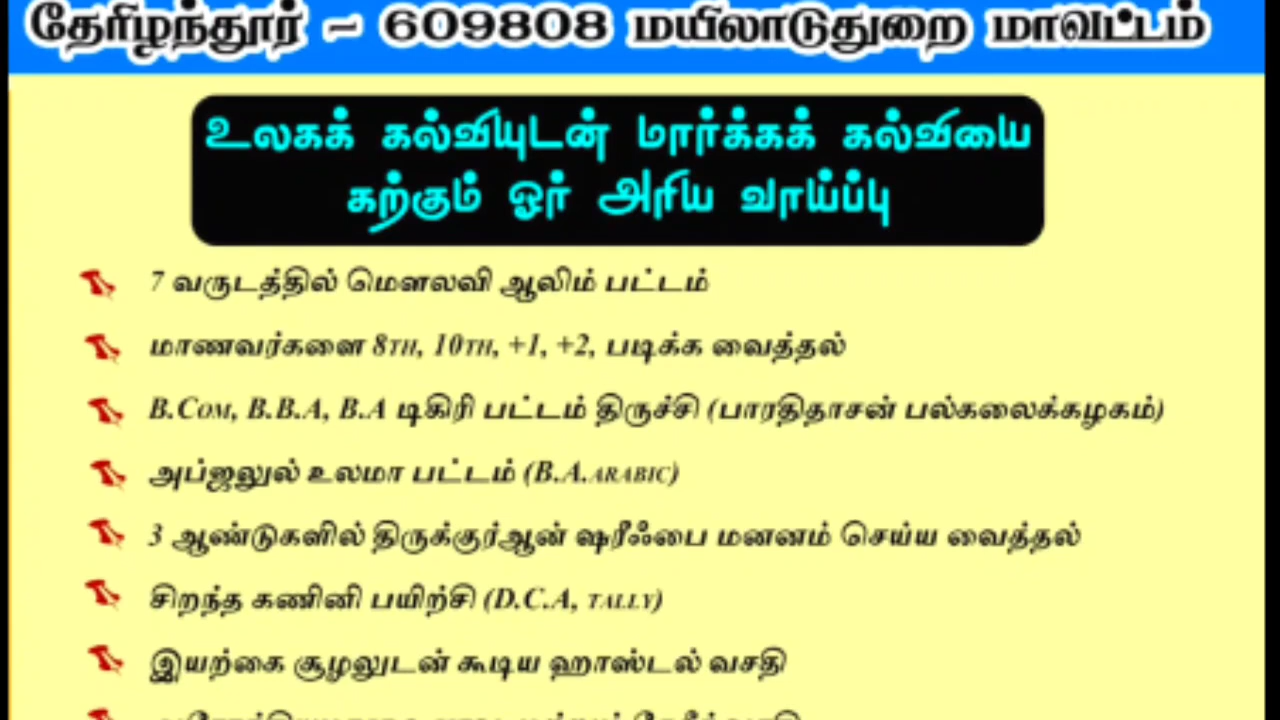 தேரிழந்தூர் - 609808 மயிலாடுதுறை மாவட்டம்
உலகக் கல்வியுடன் மார்க்கக் கல்வியை
கற்கும் ஓர் அரிய வாய்ப்பு
7 வருடத்தில் மௌலவி ஆலிம் பட்டம்
மாணவர்களை 8TH, 10TH, +1, +2, படிக்க வைத்தல்
B.COM, B.B.A, B.A டிகிரி பட்டம் திருச்சி (பாரதிதாசன் பல்கலைக்கழகம்)
அப்ஜலுல் உலமா பட்டம் (B.A.ARABIC)
3 ஆண்டுகளில் திருக்குர்ஆன் ஷரீஃபை மனனம் செய்ய வைத்தல்
சிறந்த கணினி பயிற்சி (D.C.A, TALLY)
இயற்கை சூழலுடன் கூடிய ஹாஸ்டல் வசதி